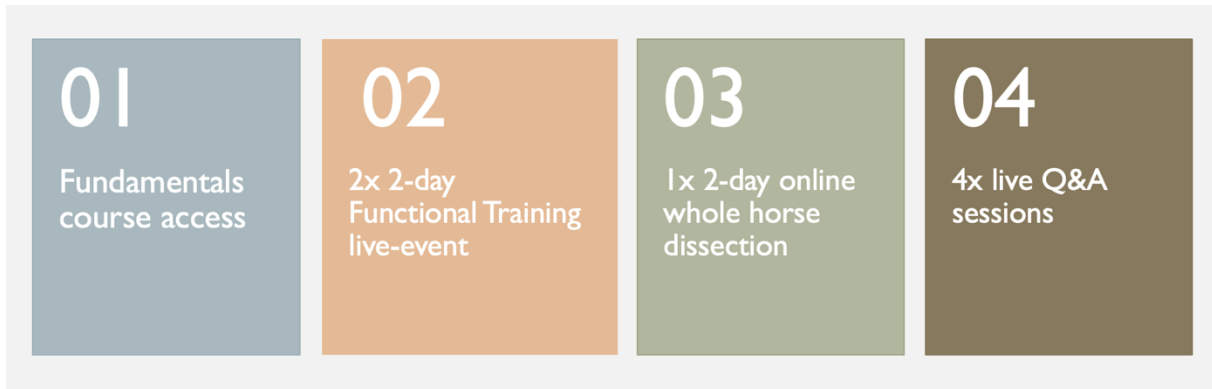 01
Fundamentals
course access
02
2x 2-day
Functional Training
live-event
03
1x 2-day online
whole horse
dissection
04
4x live Q&A
sessions